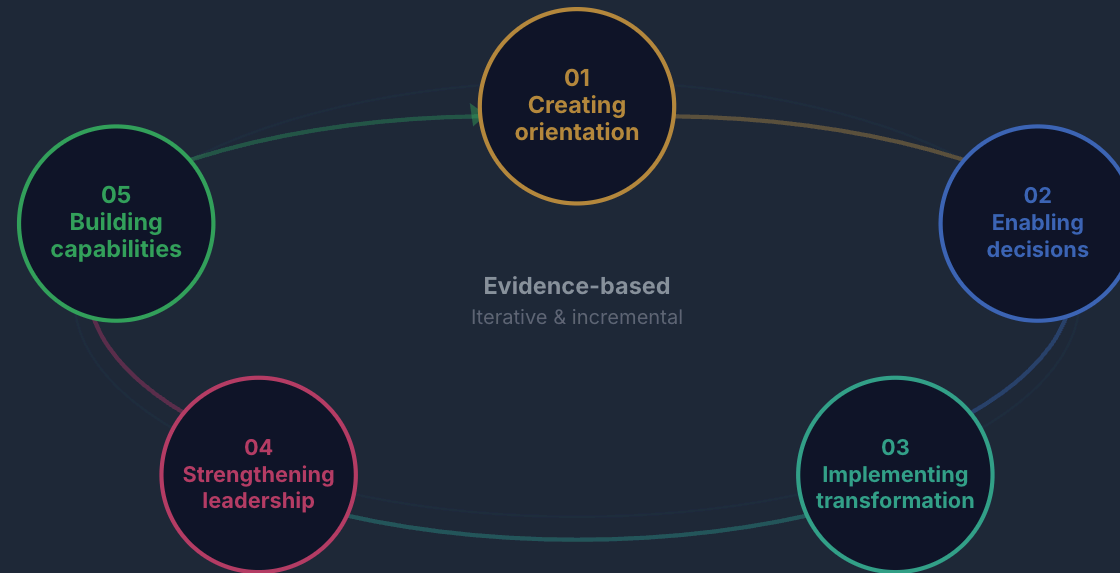 01
Creating
orientation
02
Enabling
decisions
03
Implementing
transformation
04
Strengthening
leadership
05
Building
capabilities
Evidence-based
Iterative & incremental